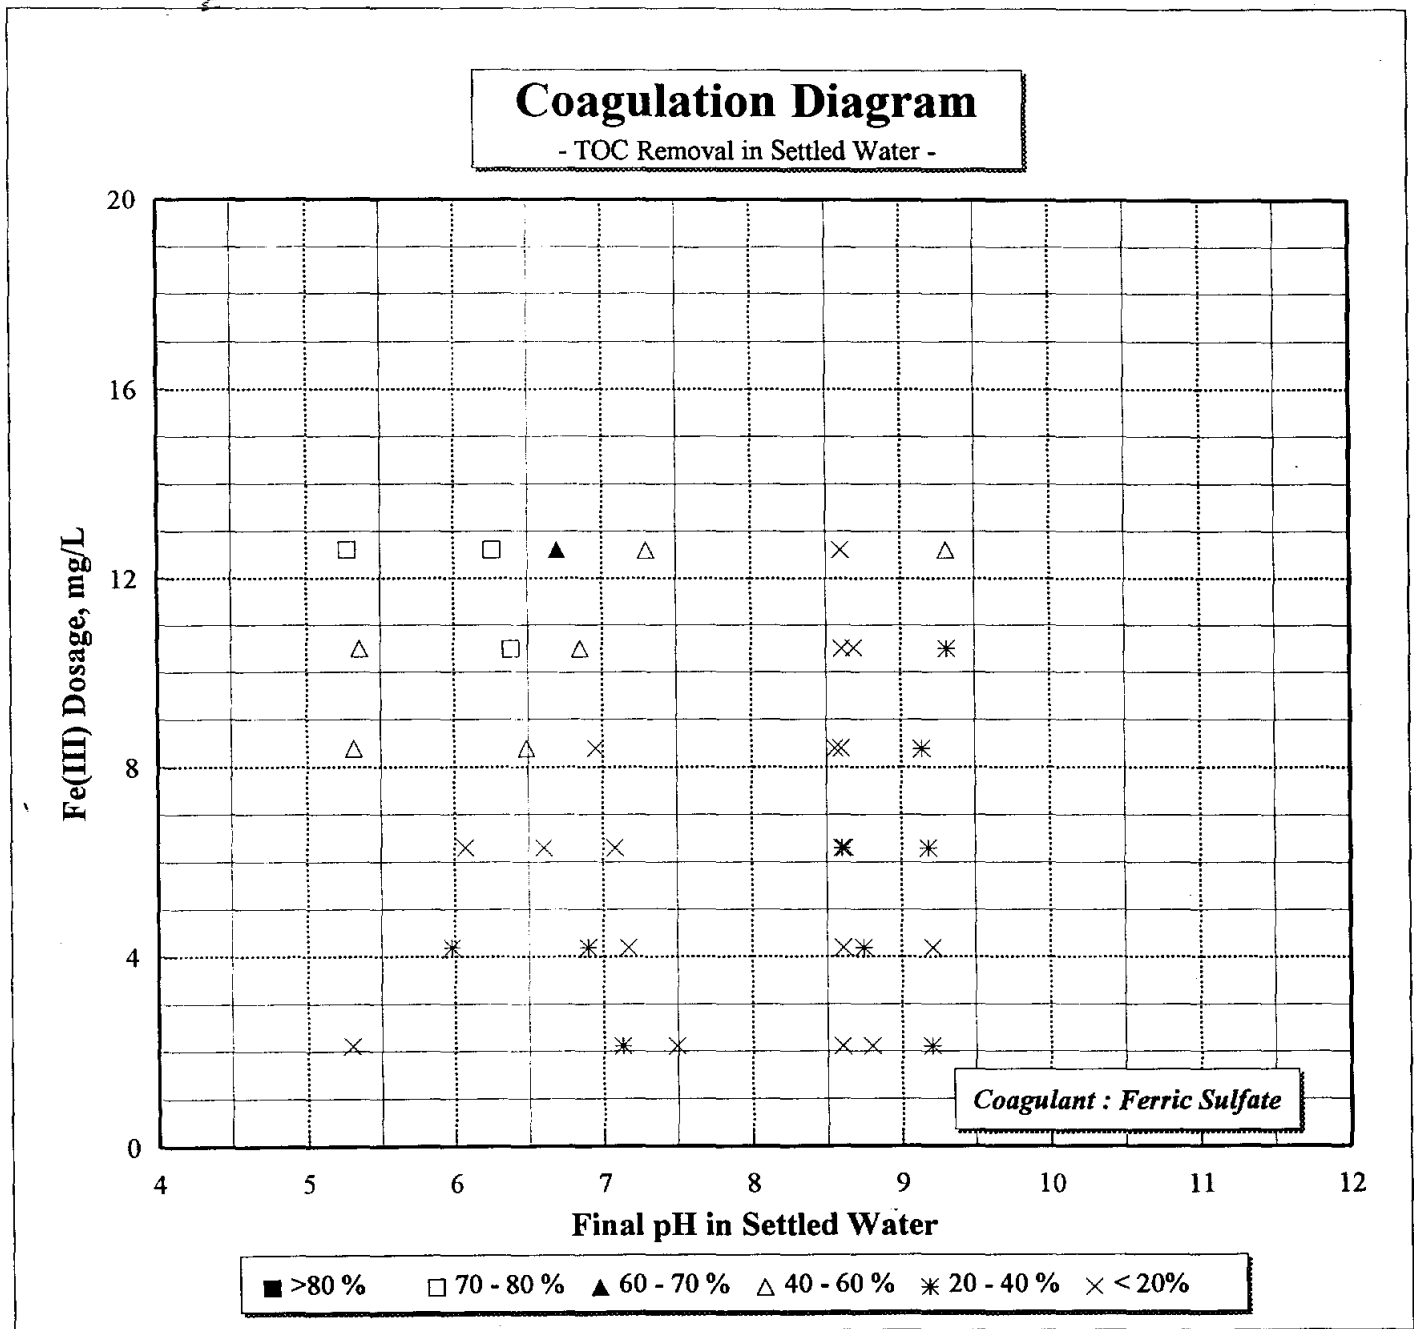 Coagulation Diagram
- TOC Removal in Settled Water -
20
16
12
8
4
0
Fe(III) Dosage, mg/L
Coagulant : Ferric Sulfate
4 5 6 7 8 9 10 11 12
Final pH in Settled Water
>80 % 70 - 80 % 60 - 70 % 40 - 60 % 20 - 40 % < 20%